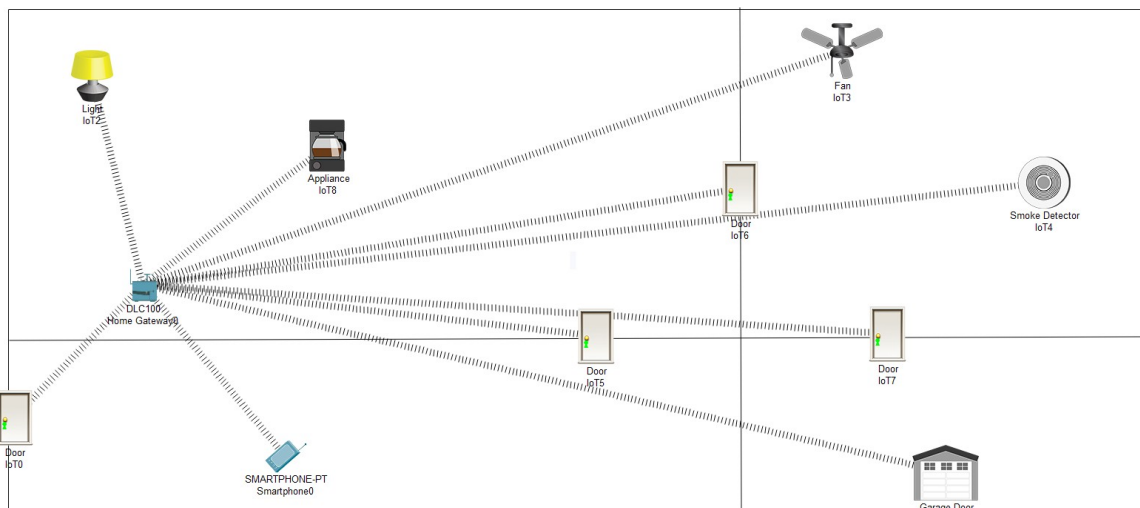 Light
IoT2
Appliance
IoT8
Fan
IoT3
Door
IoT6
Smoke Detector
IoT4
DLC100
Home Gateway0
Door
IoT5
Door
IoT7
Door
IoT0
SMARTPHONE-PT
Smartphone0
Garage Door